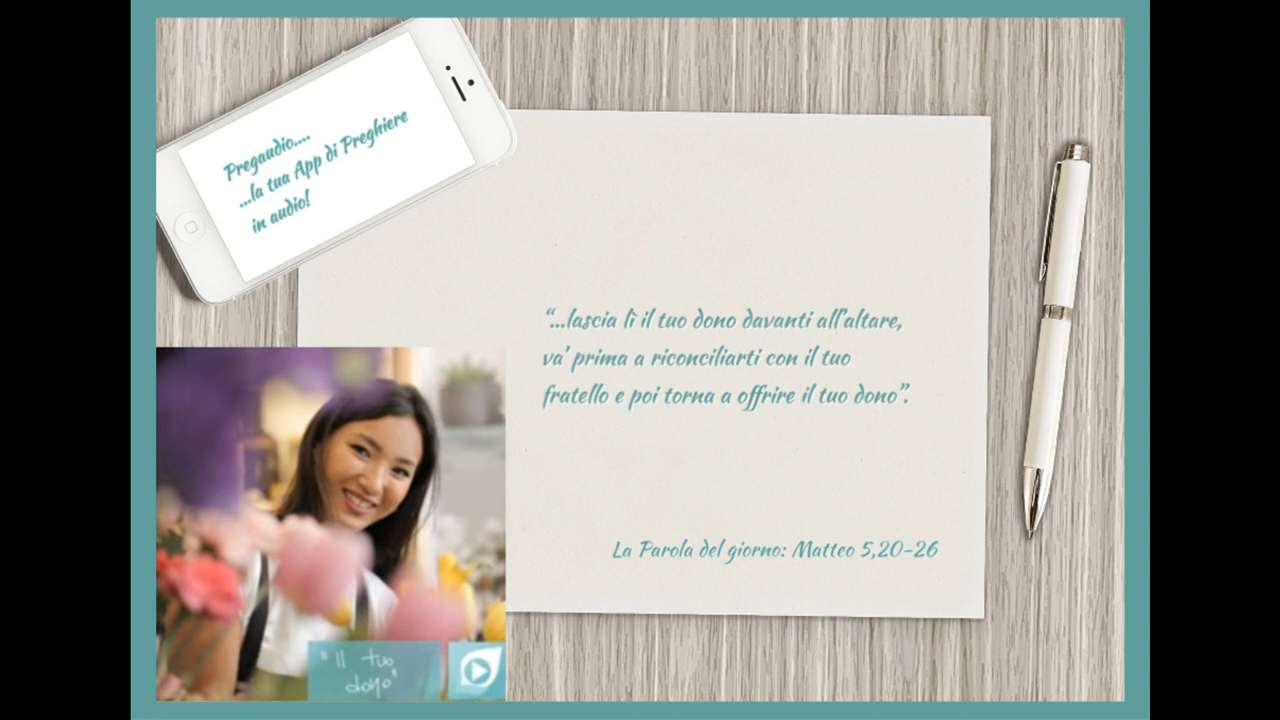 Pregaudio....
...la tua App di Preghiere
in audio!
“...lascia lì il tuo dono davanti all’altare,
va’ prima a riconciliarti con il tuo
fratello e poi torna a offrire il tuo dono”.
La Parola del giorno: Matteo 5,20-26
"Il tuo
dono"